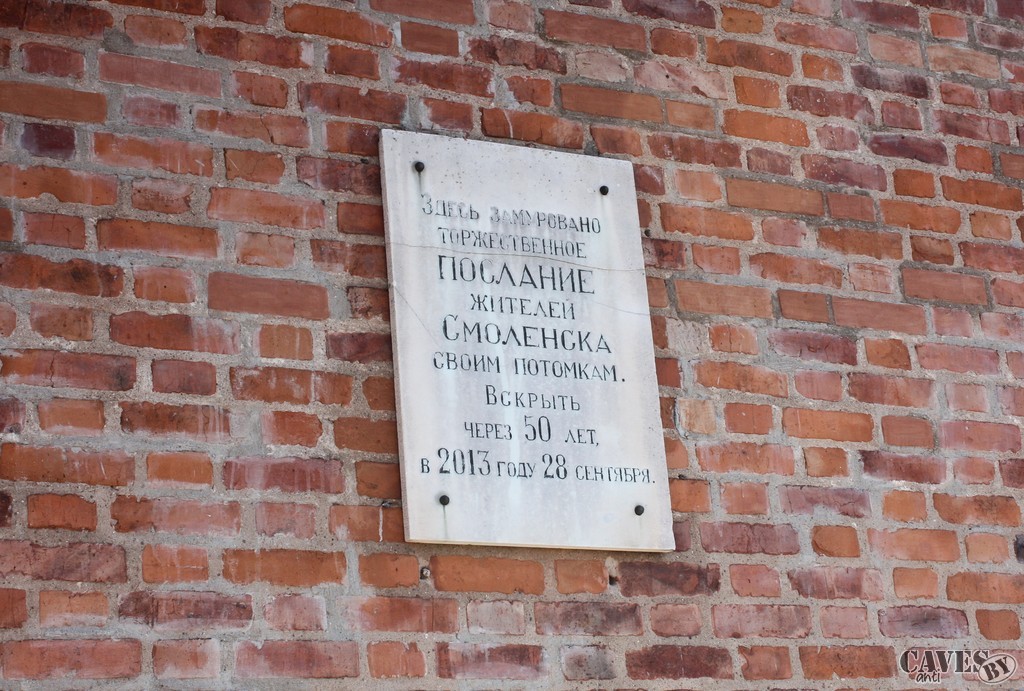 Здесь замуровано
торжественное
ПОСЛАНИЕ
жителей
Смоленска
своим потомкам.
Вскрыть
через 50 лет,
в 2013 году 28 сентября.
CAVES BY
anti